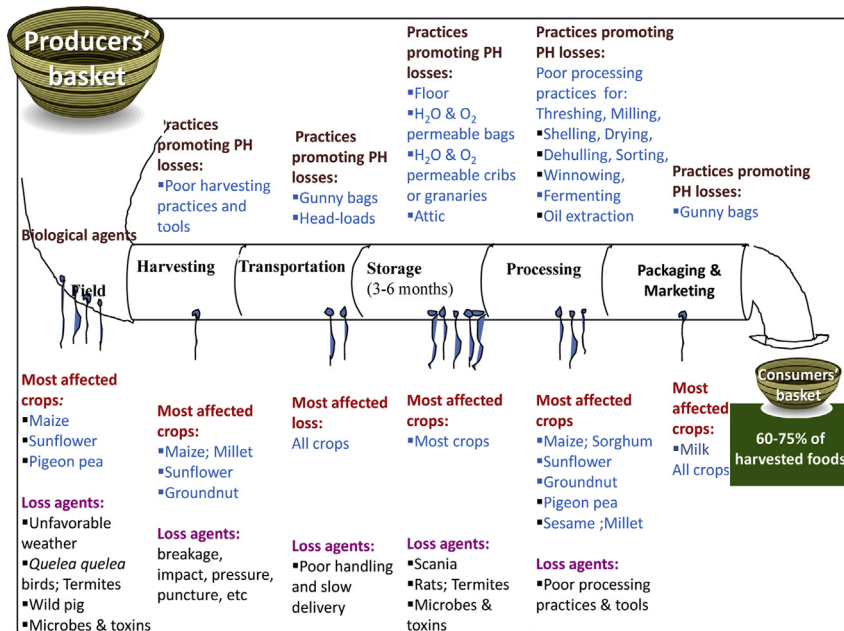 Producers'
basket
Practices
promoting PH
losses:
▪Floor
▪H₂O & O₂
permeable bags
▪H₂O & O₂
permeable cribs
or granaries
▪Attic
Practices promoting
PH losses:
Poor processing
practices for:
Threshing, Milling,
▪Shelling, Drying,
▪Dehulling, Sorting,
▪Winnowing,
▪Fermenting
▪Oil extraction
ractices
promoting PH
losses:
▪Poor harvesting
practices and
tools
Practices
promoting PH
losses:
▪Gunny bags
▪Head-loads
Practices promoting
PH losses:
▪Gunny bags
Biological agents
Field
Harvesting
Transportation
Storage
(3-6 months)
Processing
Packaging &
Marketing
Consumers'
basket
60-75% of
harvested foods
Most affected
crops:
▪Maize
▪Sunflower
▪Pigeon pea
Most affected
crops:
▪Maize; Millet
▪Sunflower
▪Groundnut
Most affected
loss:
All crops
Most affected
crops:
▪Most crops
Most affected
crops
▪Maize; Sorghum
▪Sunflower
▪Groundnut
▪Pigeon pea
▪Sesame ;Millet
Most
affected
crops:
▪Milk
All crops
Loss agents:
▪Unfavorable
weather
▪Quelea quelea
birds; Termites
▪Wild pig
▪Microbes & toxins
Loss agents:
breakage,
impact, pressure,
puncture, etc
Loss agents:
▪Poor handling
and slow
delivery
Loss agents:
▪Scania
▪Rats; Termites
▪Microbes &
toxins
Loss agents:
▪Poor processing
practices & tools